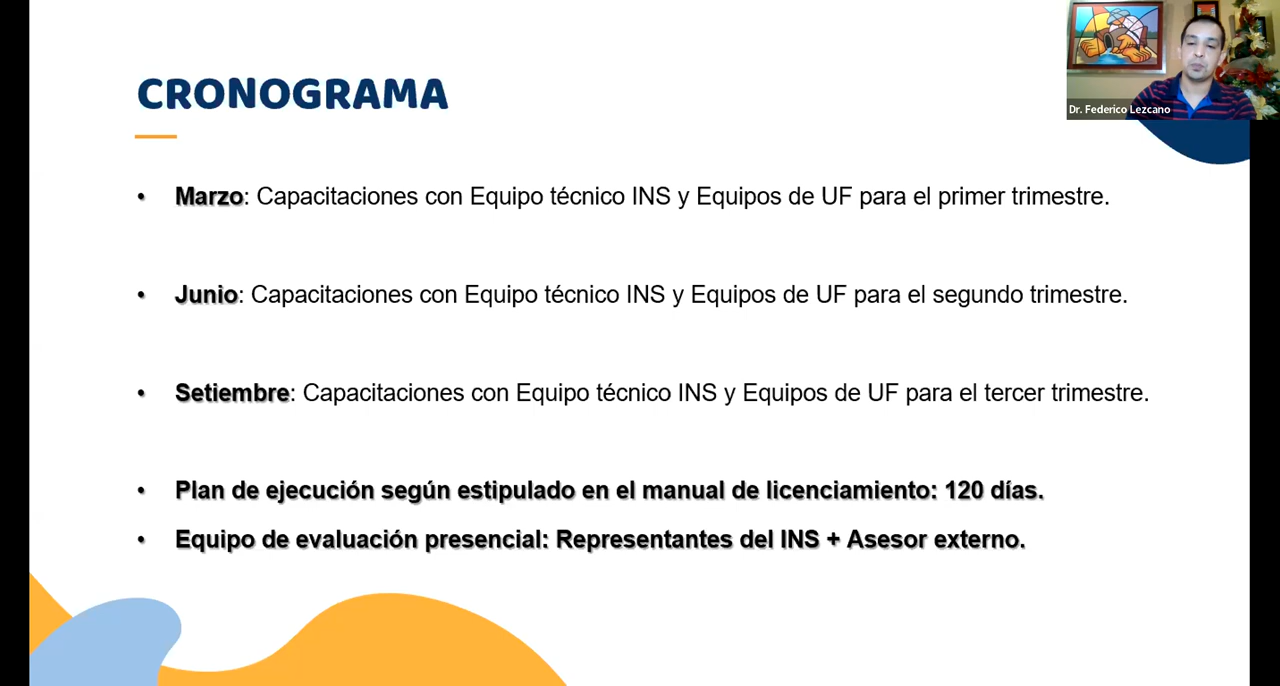 CRONOGRAMA
Dr. Federico Lezcano
• Marzo: Capacitaciones con Equipo técnico INS y Equipos de UF para el primer trimestre.
• Junio: Capacitaciones con Equipo técnico INS y Equipos de UF para el segundo trimestre.
• Setiembre: Capacitaciones con Equipo técnico INS y Equipos de UF para el tercer trimestre.
• Plan de ejecución según estipulado en el manual de licenciamiento: 120 días.
• Equipo de evaluación presencial: Representantes del INS + Asesor externo.